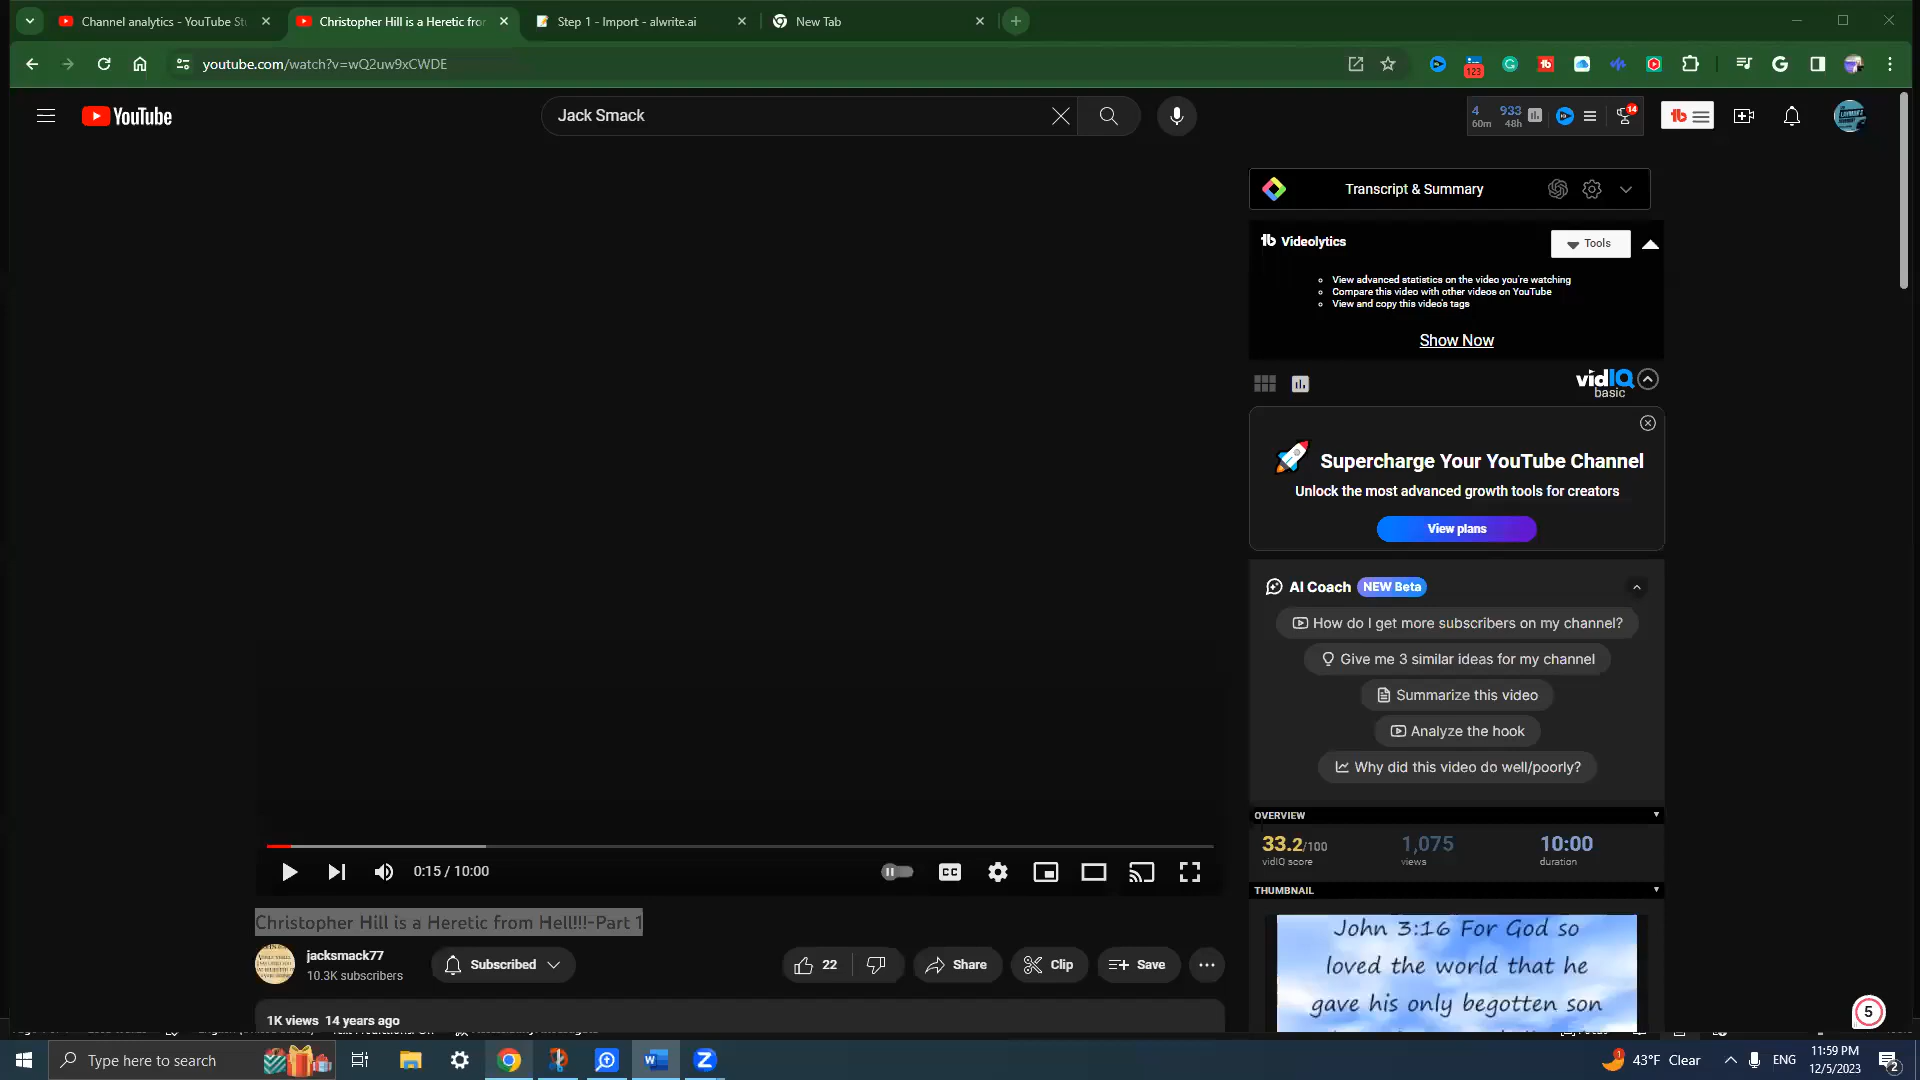 Channel analytics - YouTube Stu
Christopher Hill is a Heretic from
Step 1 - Import - alwrite.ai
New Tab
youtube.com/watch?v=wQ2uw9xCWDE
123
YouTube
Jack Smack
4
60m
933
48h
14
Transcript & Summary
Videolytics
Tools
View advanced statistics on the video you're watching
Compare this video with other videos on YouTube
View and copy this video's tags
Show Now
vidIQ
basic
Supercharge Your YouTube Channel
Unlock the most advanced growth tools for creators
View plans
AI Coach NEW Beta
How do I get more subscribers on my channel?
Give me 3 similar ideas for my channel
Summarize this video
Analyze the hook
Why did this video do well/poorly?
OVERVIEW
33.2/100
vidIQ score
1,075
views
10:00
duration
THUMBNAIL
John 3:16 For God so
loved the world that he
gave his only begotten son
0:15 / 10:00
CC
Christopher Hill is a Heretic from Hell!!!-Part 1
jacksmack77
10.3K subscribers
Subscribed
22
Share
Clip
Save
1K views 14 years ago
5
Type here to search
43°F Clear
ENG
11:59 PM
12/5/2023
2